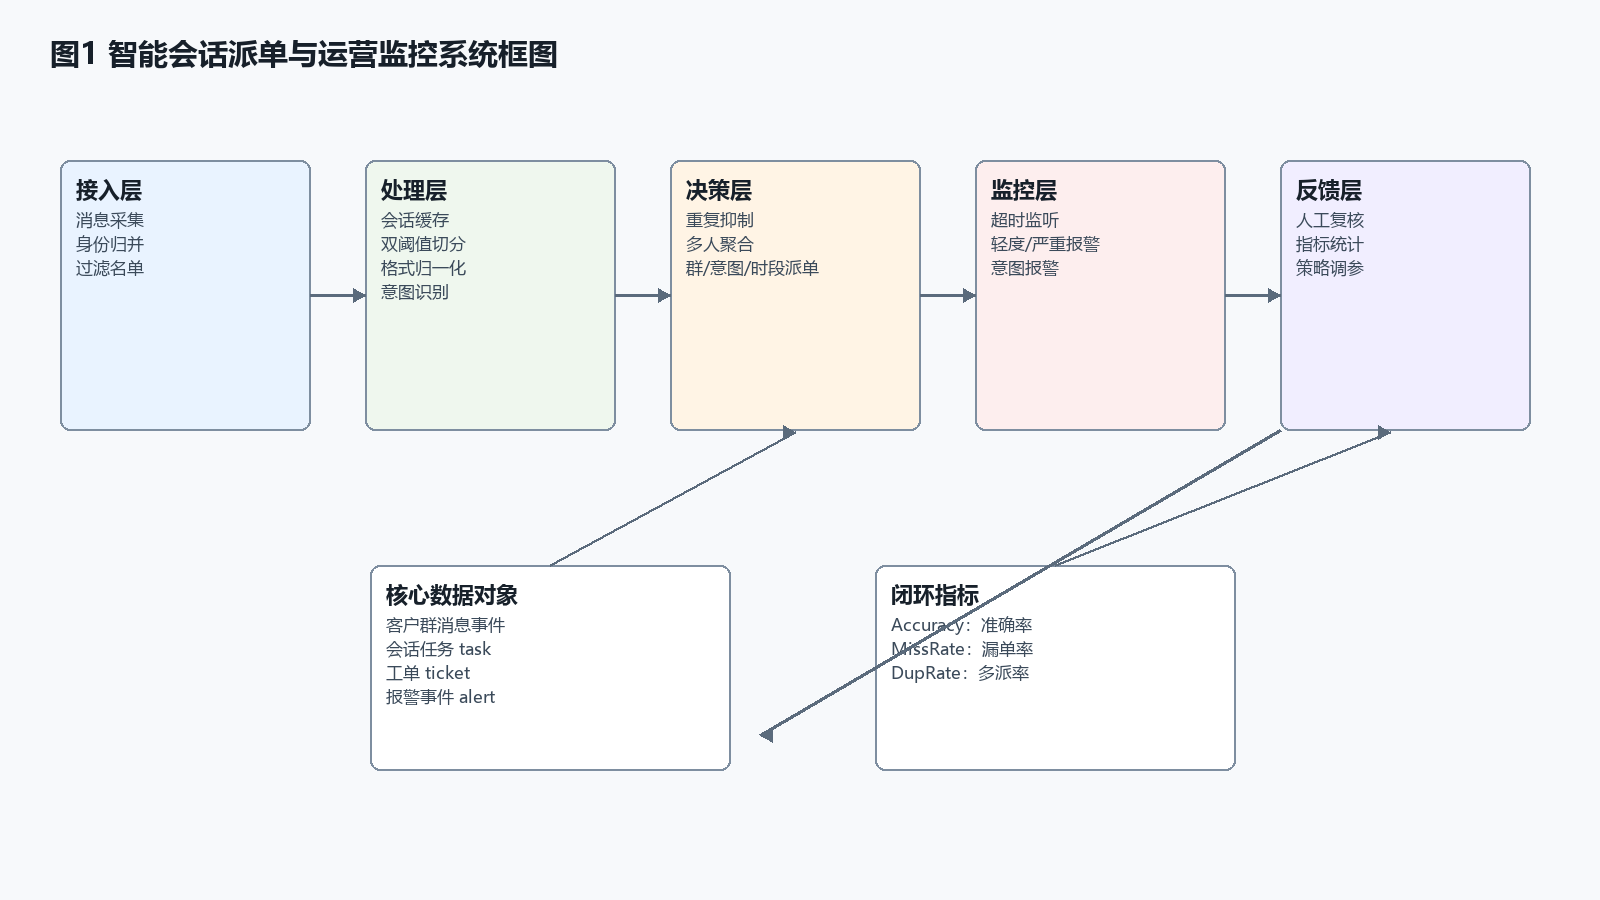 图1 智能会话派单与运营监控系统框图
接入层
消息采集
身份归并
过滤名单
处理层
会话缓存
双阈值切分
格式归一化
意图识别
决策层
重复抑制
多人聚合
群/意图/时段派单
监控层
超时监听
轻度/严重报警
意图报警
反馈层
人工复核
指标统计
策略调参
核心数据对象
客户群消息事件
会话任务 task
工单 ticket
报警事件 alert
闭环指标
Accuracy：准确率
MissRate：漏单率
DupRate：多派率